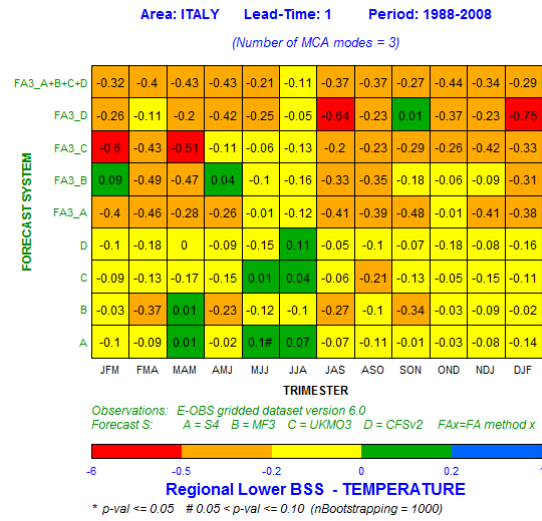 Area: ITALY Lead-Time: 1 Period: 1988-2008
(Number of MCA modes = 3)
FORECAST SYSTEM
FA3_A+B+C+D -0.32 -0.4 -0.43 -0.43 -0.21 -0.11 -0.37 -0.37 -0.27 -0.44 -0.34 -0.29
FA3_D -0.26 -0.11 -0.2 -0.42 -0.25 -0.05 -0.64 -0.23 0.01 -0.37 -0.23 -0.75
FA3_C -0.6 -0.43 -0.51 -0.11 -0.06 -0.13 -0.2 -0.23 -0.29 -0.26 -0.42 -0.33
FA3_B 0.09 -0.49 -0.47 0.04 -0.1 -0.16 -0.33 -0.35 -0.18 -0.06 -0.09 -0.31
FA3_A -0.4 -0.46 -0.28 -0.26 -0.01 -0.12 -0.41 -0.39 -0.48 -0.01 -0.41 -0.38
D -0.1 -0.18 0 -0.09 -0.15 0.11 -0.05 -0.1 -0.07 -0.18 -0.08 -0.16
C -0.09 -0.13 -0.17 -0.15 0.01 0.04 -0.06 -0.21 -0.13 -0.05 -0.15 -0.11
B -0.03 -0.37 0.01 -0.23 -0.12 -0.1 -0.27 -0.1 -0.34 -0.03 -0.09 -0.02
A -0.1 -0.09 0.01 -0.02 0.1# 0.07 -0.07 -0.11 -0.01 -0.03 -0.08 -0.14
JFM FMA MAM AMJ MJJ JJA JAS ASO SON OND NDJ DJF
TRIMESTER
Observations: E-OBS gridded dataset version 6.0
Forecast S: A = S4 B = MF3 C = UKMO3 D = CFSv2 FAx=FA method x
-6 -0.5 -0.2 0 0.2 1
Regional Lower BSS - TEMPERATURE
* p-val <= 0.05 # 0.05 < p-val <= 0.10 (nBootstrapping = 1000)